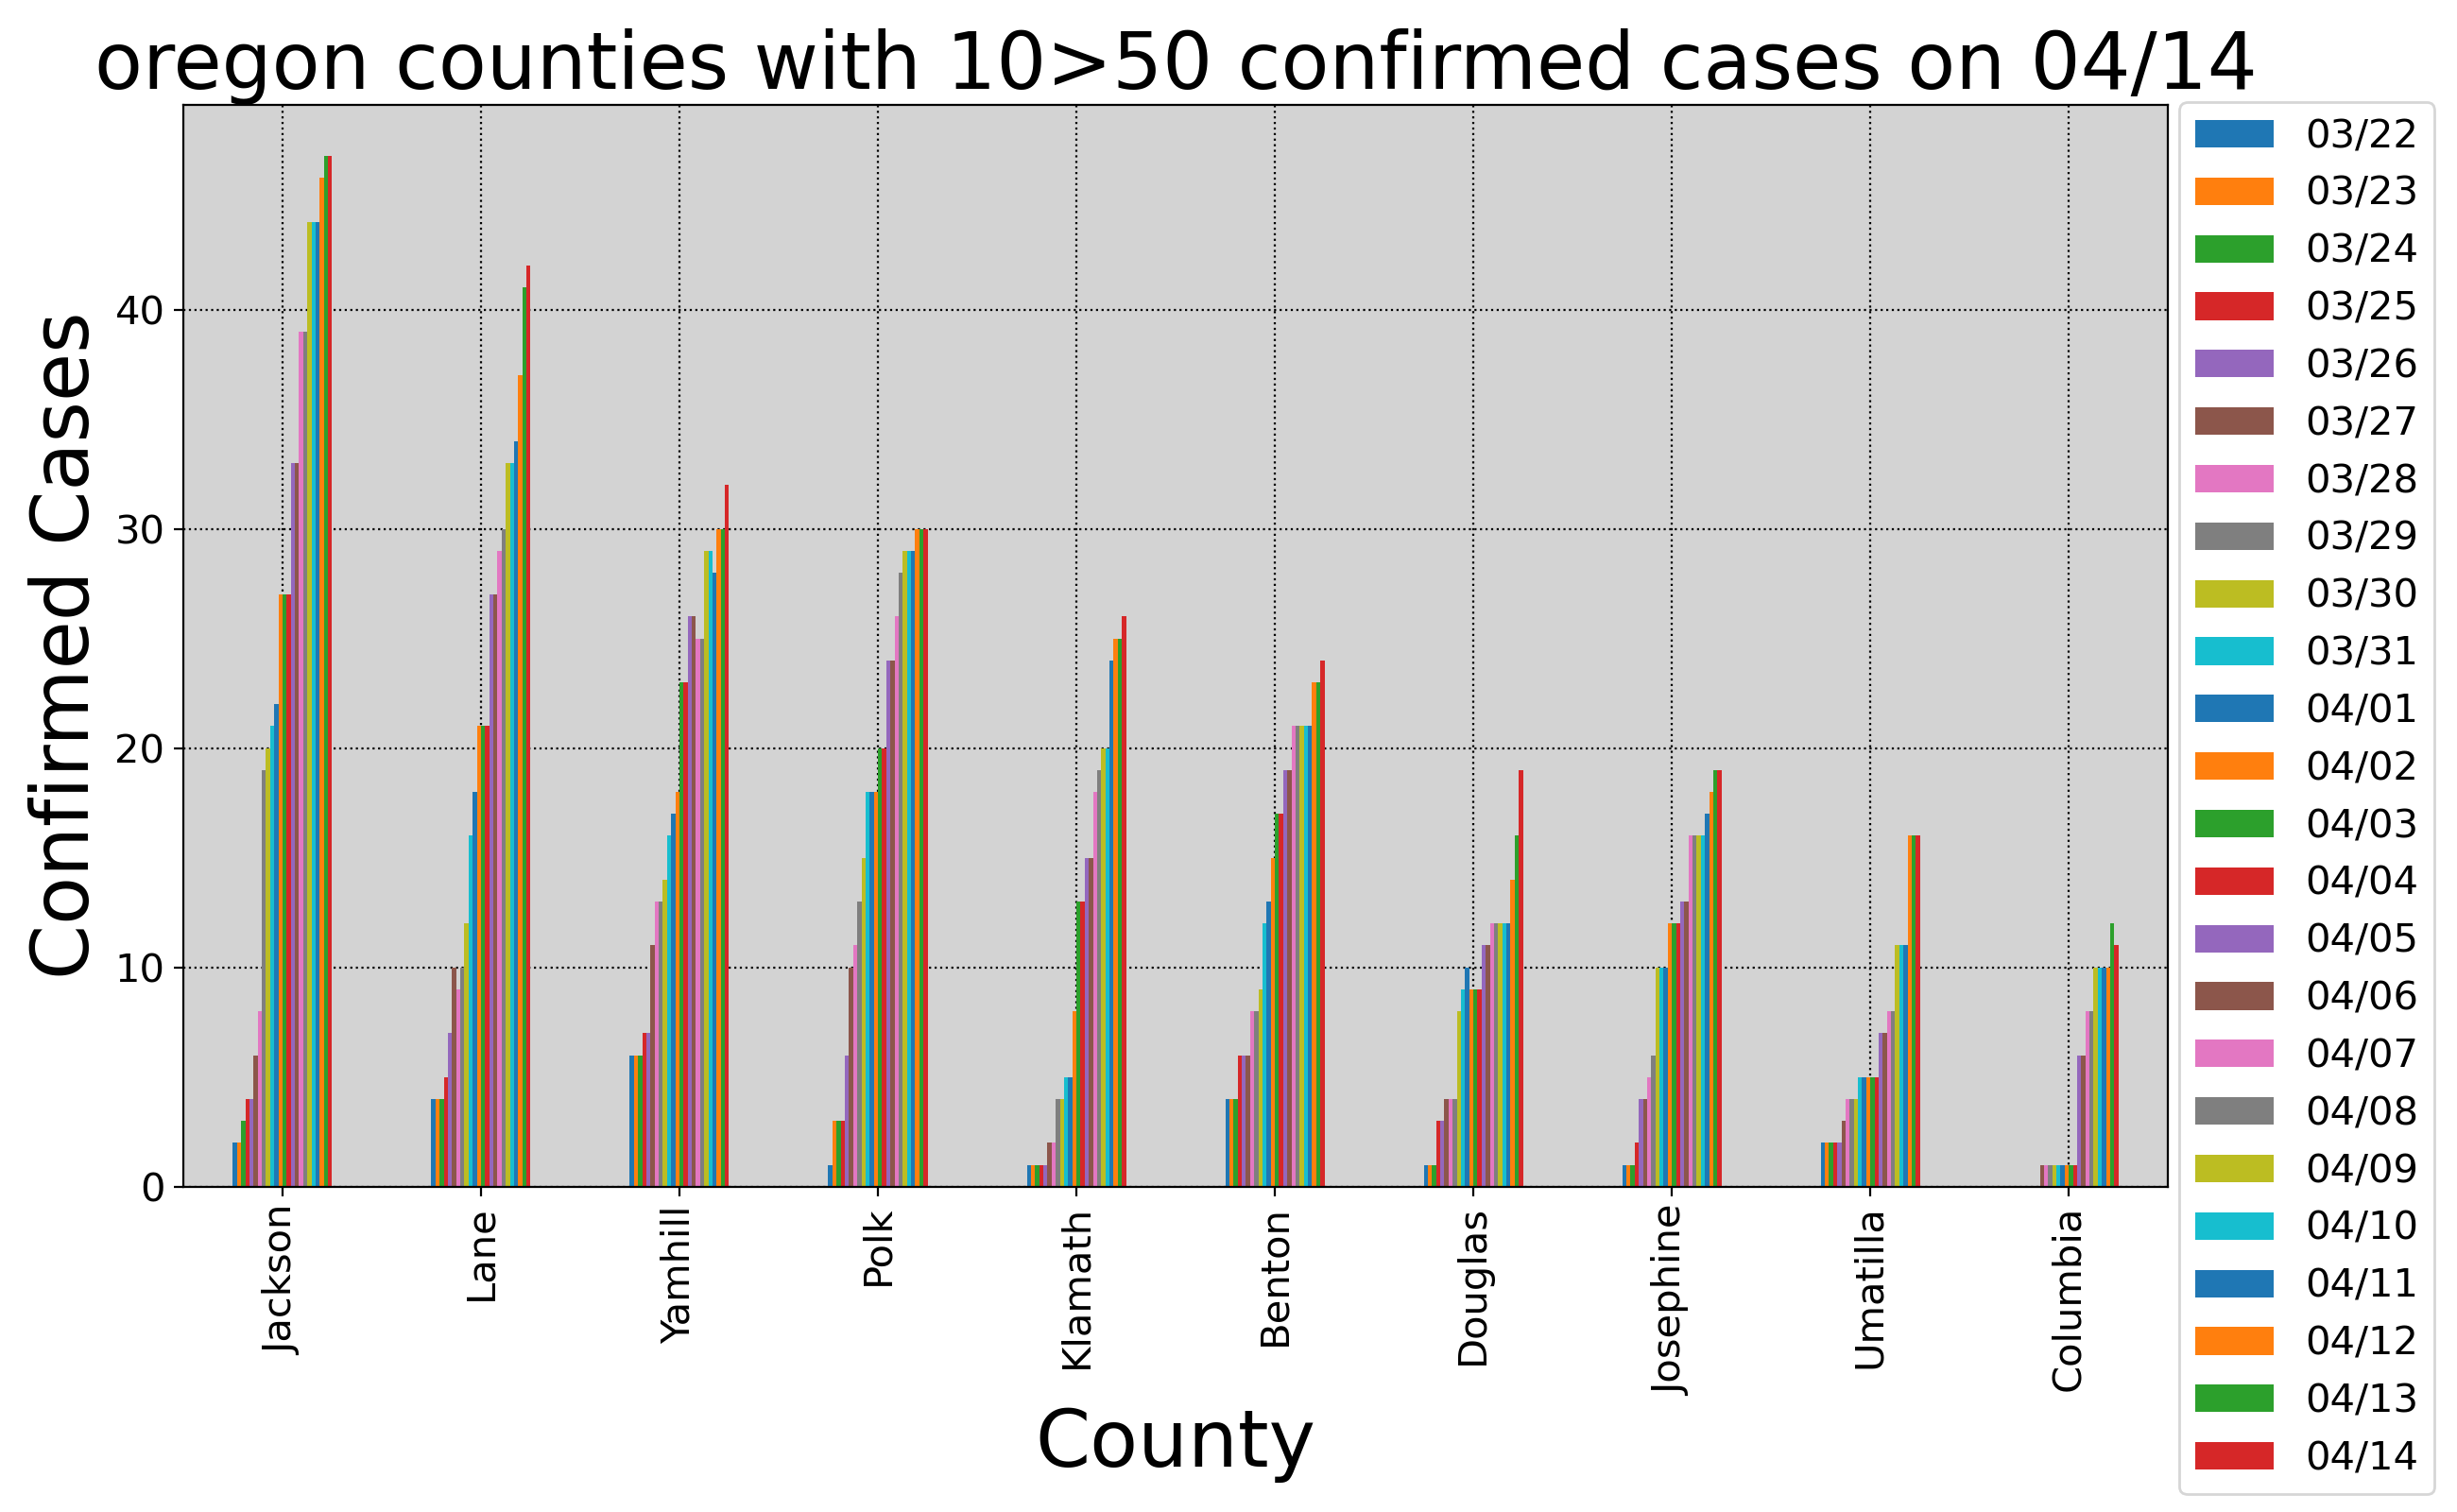 oregon counties with 10>50 confirmed cases on 04/14
Confirmed Cases
40
30
20
10
0
Jackson
Lane
Yamhill
Polk
Klamath
Benton
Douglas
Josephine
Umatilla
Columbia
County
03/22
03/23
03/24
03/25
03/26
03/27
03/28
03/29
03/30
03/31
04/01
04/02
04/03
04/04
04/05
04/06
04/07
04/08
04/09
04/10
04/11
04/12
04/13
04/14